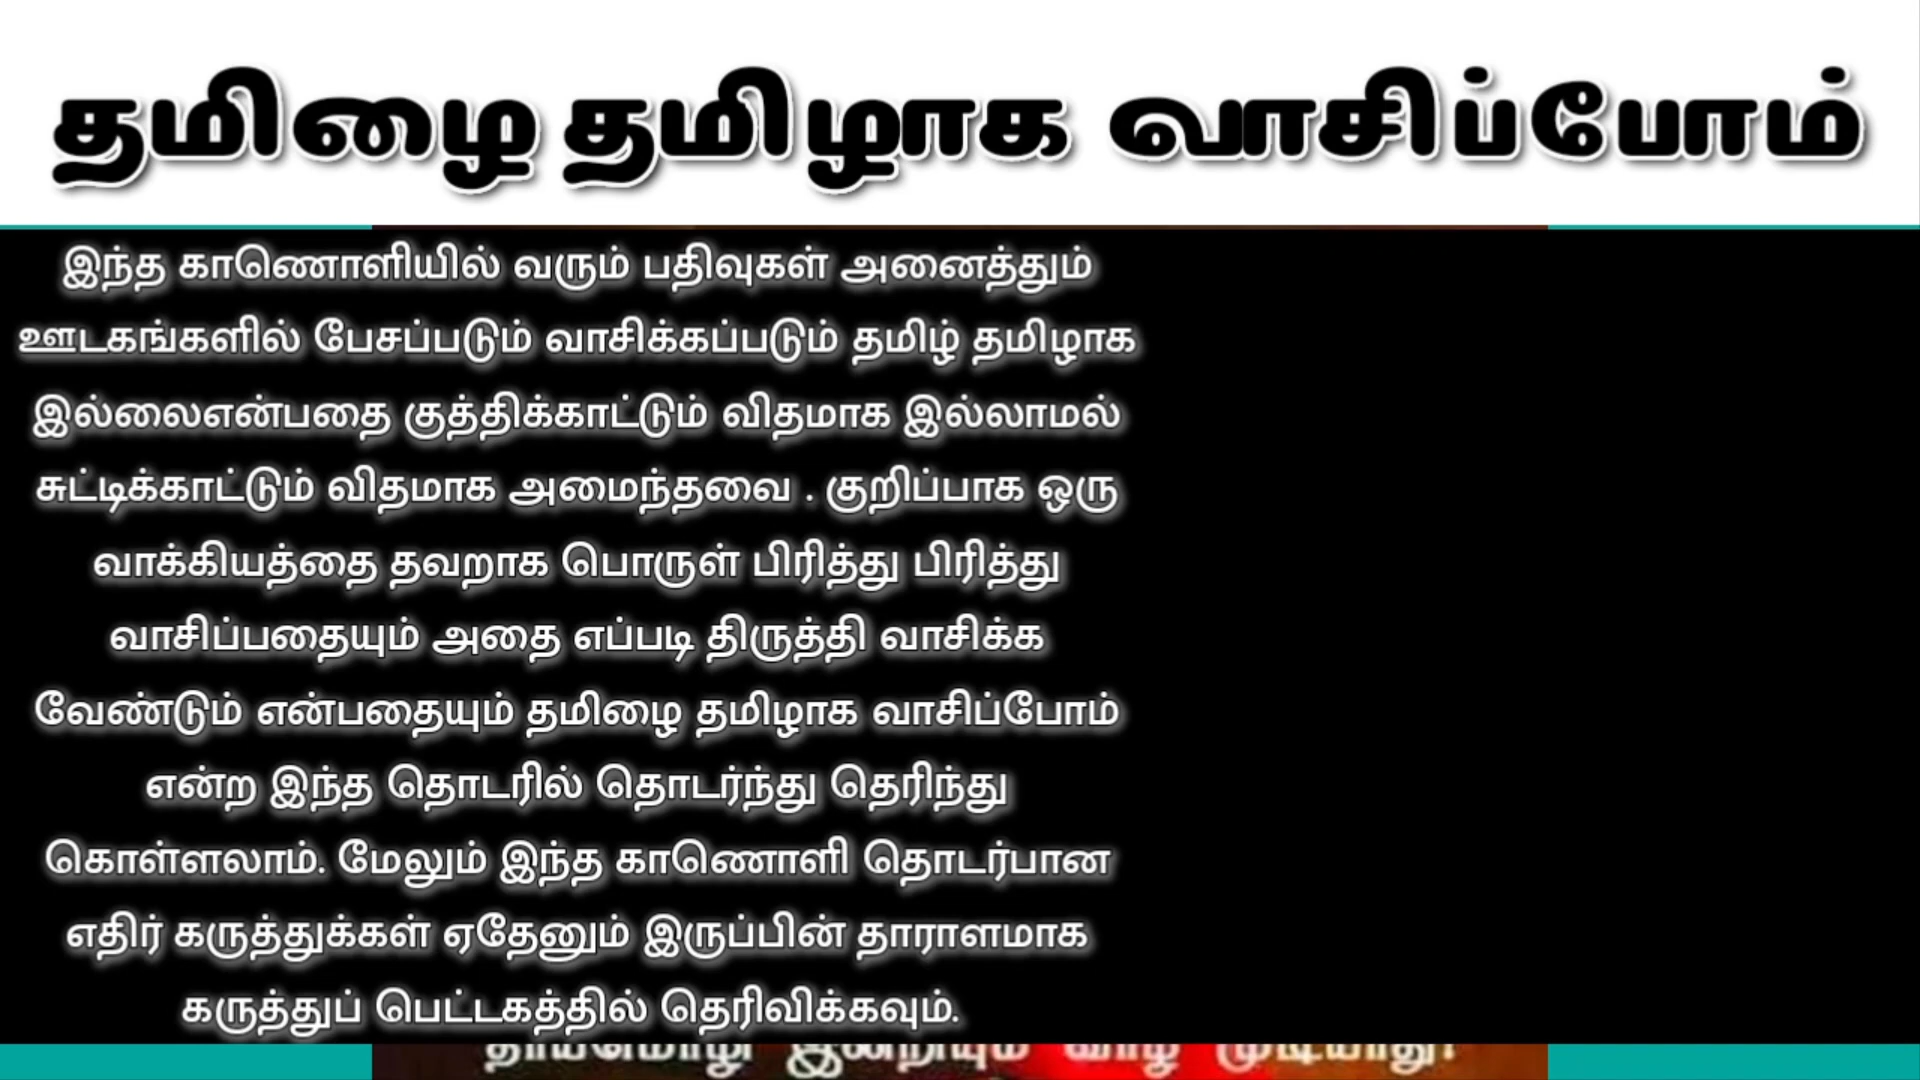 தமிழை தமிழாக வாசிப்போம்
இந்த காணொளியில் வரும் பதிவுகள் அனைத்தும்
ஊடகங்களில் பேசப்படும் வாசிக்கப்படும் தமிழ் தமிழாக
இல்லைஎன்பதை குத்திக்காட்டும் விதமாக இல்லாமல்
சுட்டிக்காட்டும் விதமாக அமைந்தவை . குறிப்பாக ஒரு
வாக்கியத்தை தவறாக பொருள் பிரித்து பிரித்து
வாசிப்பதையும் அதை எப்படி திருத்தி வாசிக்க
வேண்டும் என்பதையும் தமிழை தமிழாக வாசிப்போம்
என்ற இந்த தொடரில் தொடர்ந்து தெரிந்து
கொள்ளலாம். மேலும் இந்த காணொளி தொடர்பான
எதிர் கருத்துக்கள் ஏதேனும் இருப்பின் தாராளமாக
கருத்துப் பெட்டகத்தில் தெரிவிக்கவும்.